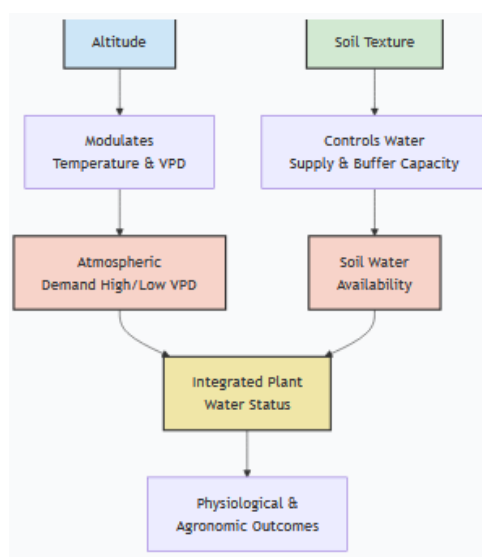 Altitude
Soil Texture
Modulates
Temperature & VPD
Controls Water
Supply & Buffer Capacity
Atmospheric
Demand High/Low VPD
Soil Water
Availability
Integrated Plant
Water Status
Physiological &
Agronomic Outcomes